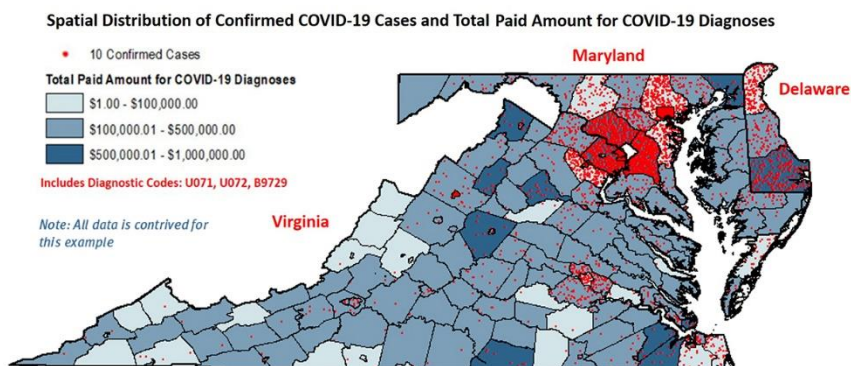 Spatial Distribution of Confirmed COVID-19 Cases and Total Paid Amount for COVID-19 Diagnoses
10 Confirmed Cases
Total Paid Amount for COVID-19 Diagnoses
$1.00 - $100,000.00
$100,000.01 - $500,000.00
$500,000.01 - $1,000,000.00
Includes Diagnostic Codes: U071, U072, B9729
Note: All data is contrived for
this example
Maryland
Delaware
Virginia